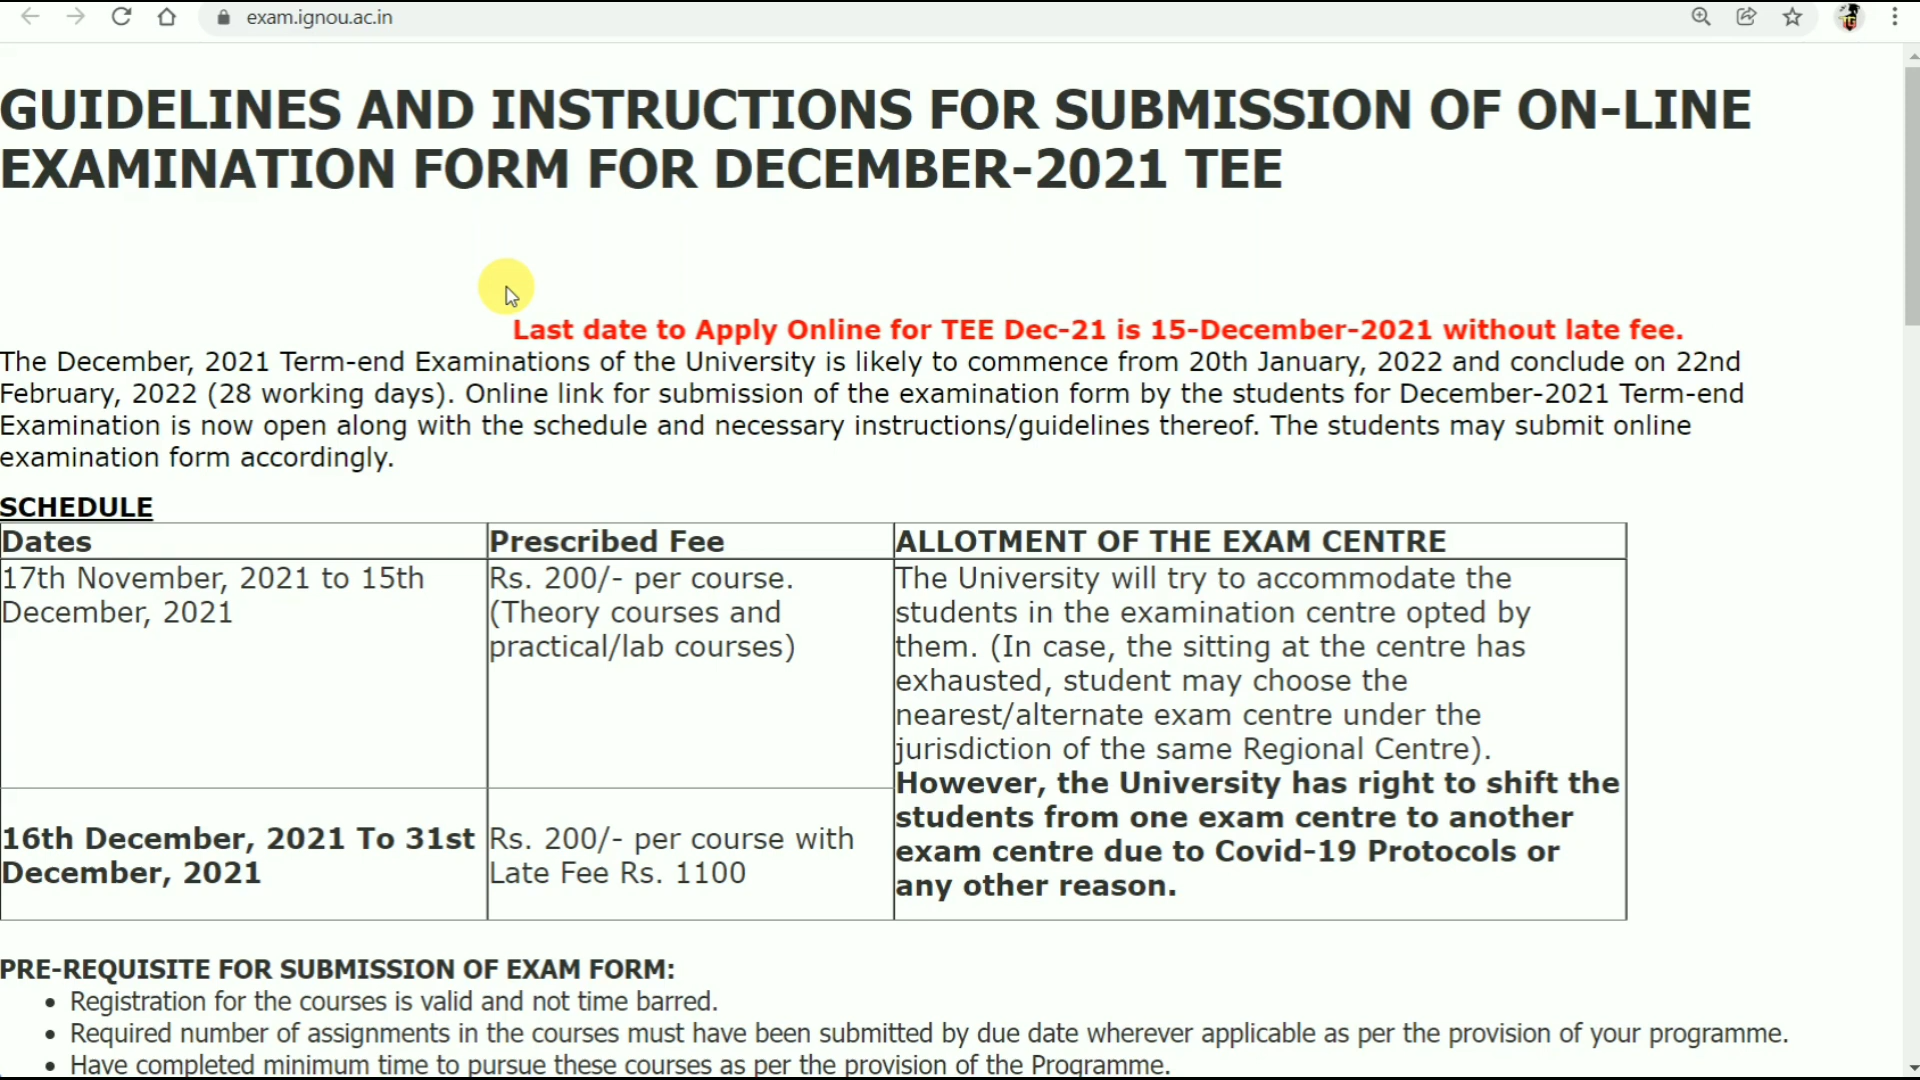 exam.ignou.ac.in
GUIDELINES AND INSTRUCTIONS FOR SUBMISSION OF ON-LINE
EXAMINATION FORM FOR DECEMBER-2021 TEE
Last date to Apply Online for TEE Dec-21 is 15-December-2021 without late fee.
The December, 2021 Term-end Examinations of the University is likely to commence from 20th January, 2022 and conclude on 22nd
February, 2022 (28 working days). Online link for submission of the examination form by the students for December-2021 Term-end
Examination is now open along with the schedule and necessary instructions/guidelines thereof. The students may submit online
examination form accordingly.
SCHEDULE
Dates
Prescribed Fee
ALLOTMENT OF THE EXAM CENTRE
17th November, 2021 to 15th
December, 2021
Rs. 200/- per course.
(Theory courses and
practical/lab courses)
The University will try to accommodate the
students in the examination centre opted by
them. (In case, the sitting at the centre has
exhausted, student may choose the
nearest/alternate exam centre under the
jurisdiction of the same Regional Centre).
However, the University has right to shift the
students from one exam centre to another
exam centre due to Covid-19 Protocols or
any other reason.
16th December, 2021 To 31st
December, 2021
Rs. 200/- per course with
Late Fee Rs. 1100
PRE-REQUISITE FOR SUBMISSION OF EXAM FORM:
• Registration for the courses is valid and not time barred.
• Required number of assignments in the courses must have been submitted by due date wherever applicable as per the provision of your programme.
• Have completed minimum time to pursue these courses as per the provision of the Programme.